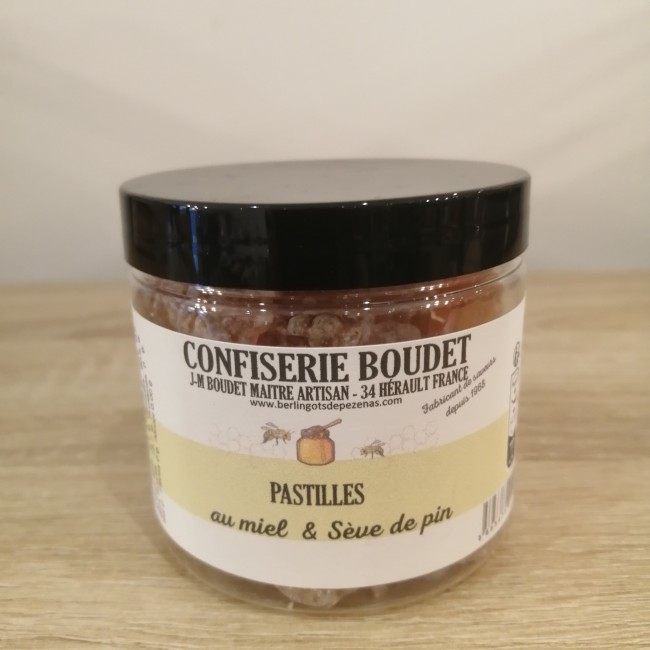 CONFISERIE BOUDET
J-M BOUDET MAITRE ARTISAN - 34 HÉRAULT FRANCE
www.berlingotsdepezenas.com
Fabricant de saveurs
depuis 1968
PASTILLES
au miel & Sève de pin